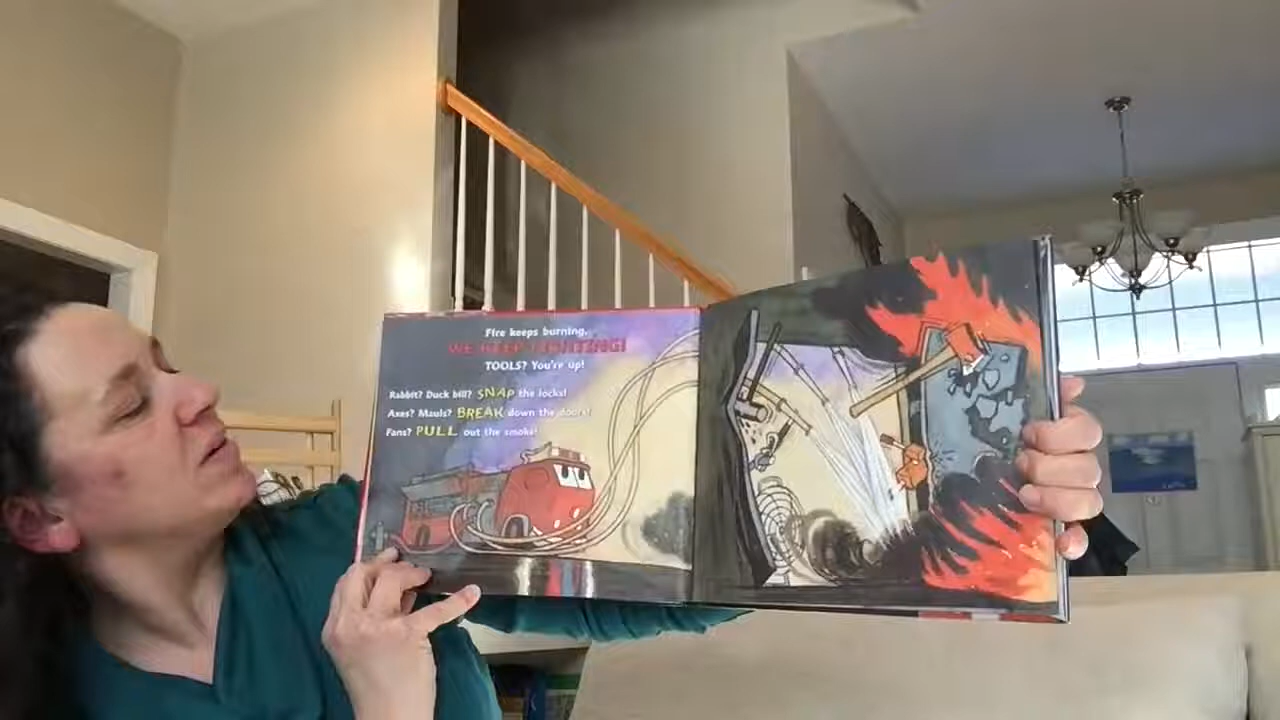 Fire keeps burning,
WE KEEP FIGHTING!
TOOLS? You're up!
Rabbit? Duck bill? SNAP the locks!
Axes? Mauls? BREAK down the doors!
Fans? PULL out the smoke!